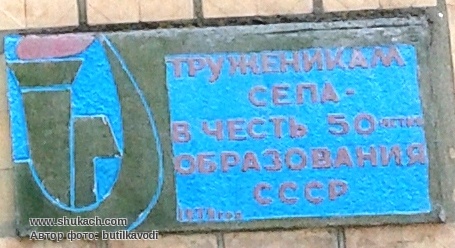 ТРУЖЕНИКАМ
СЕЛА-
В ЧЕСТЬ 50-летия
ОБРАЗОВАНИЯ
СССР
www.shukach.com
Автор фото: butilkavodi